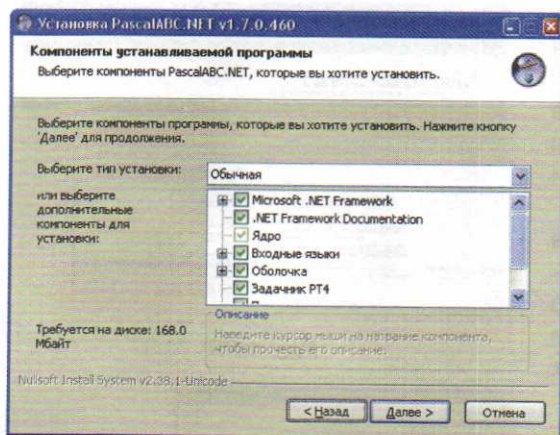 Установка PascalABC.NET v1.7.0.460
Компоненты устанавливаемой программы
Выберите компоненты PascalABC.NET, которые вы хотите установить.
Выберите компоненты программы, которые вы хотите установить. Нажмите кнопку
'Далее' для продолжения.
Выберите тип установки:
Обычная
или выберите
дополнительные
компоненты для
установки:
Microsoft .NET Framework
.NET Framework Documentation
Ядро
Входные языки
Оболочка
Задачник PT4
Требуется на диске: 168.0
Мбайт
Описание
Наведите курсор мыши на название компонента,
чтобы прочесть его описание.
Nullsoft Install System v2.38.1-Unicode
< Назад
Далее >
Отмена